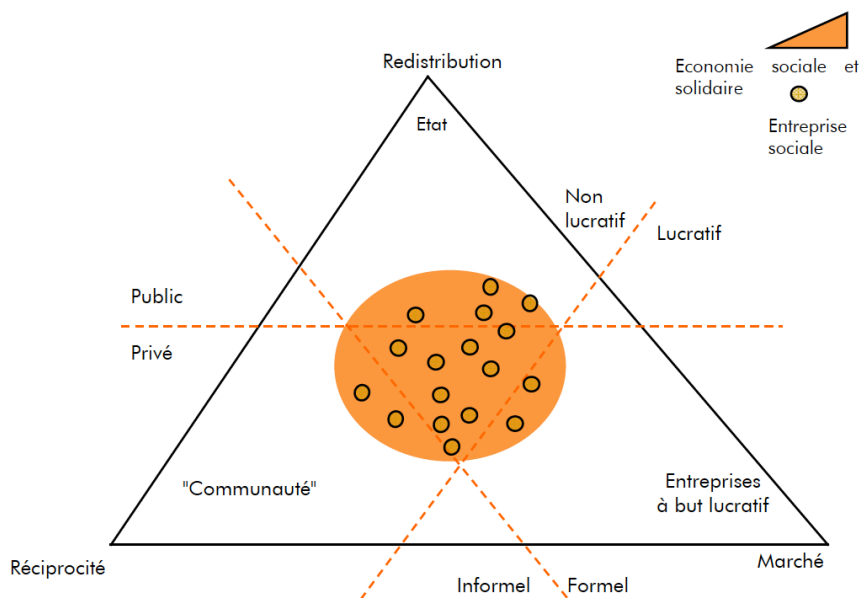 Redistribution
Economie sociale et
solidaire
Entreprise
sociale
Etat
Non
lucratif
Lucratif
Public
Privé
"Communauté"
Entreprises
à but lucratif
Réciprocité
Marché
Informel
Formel